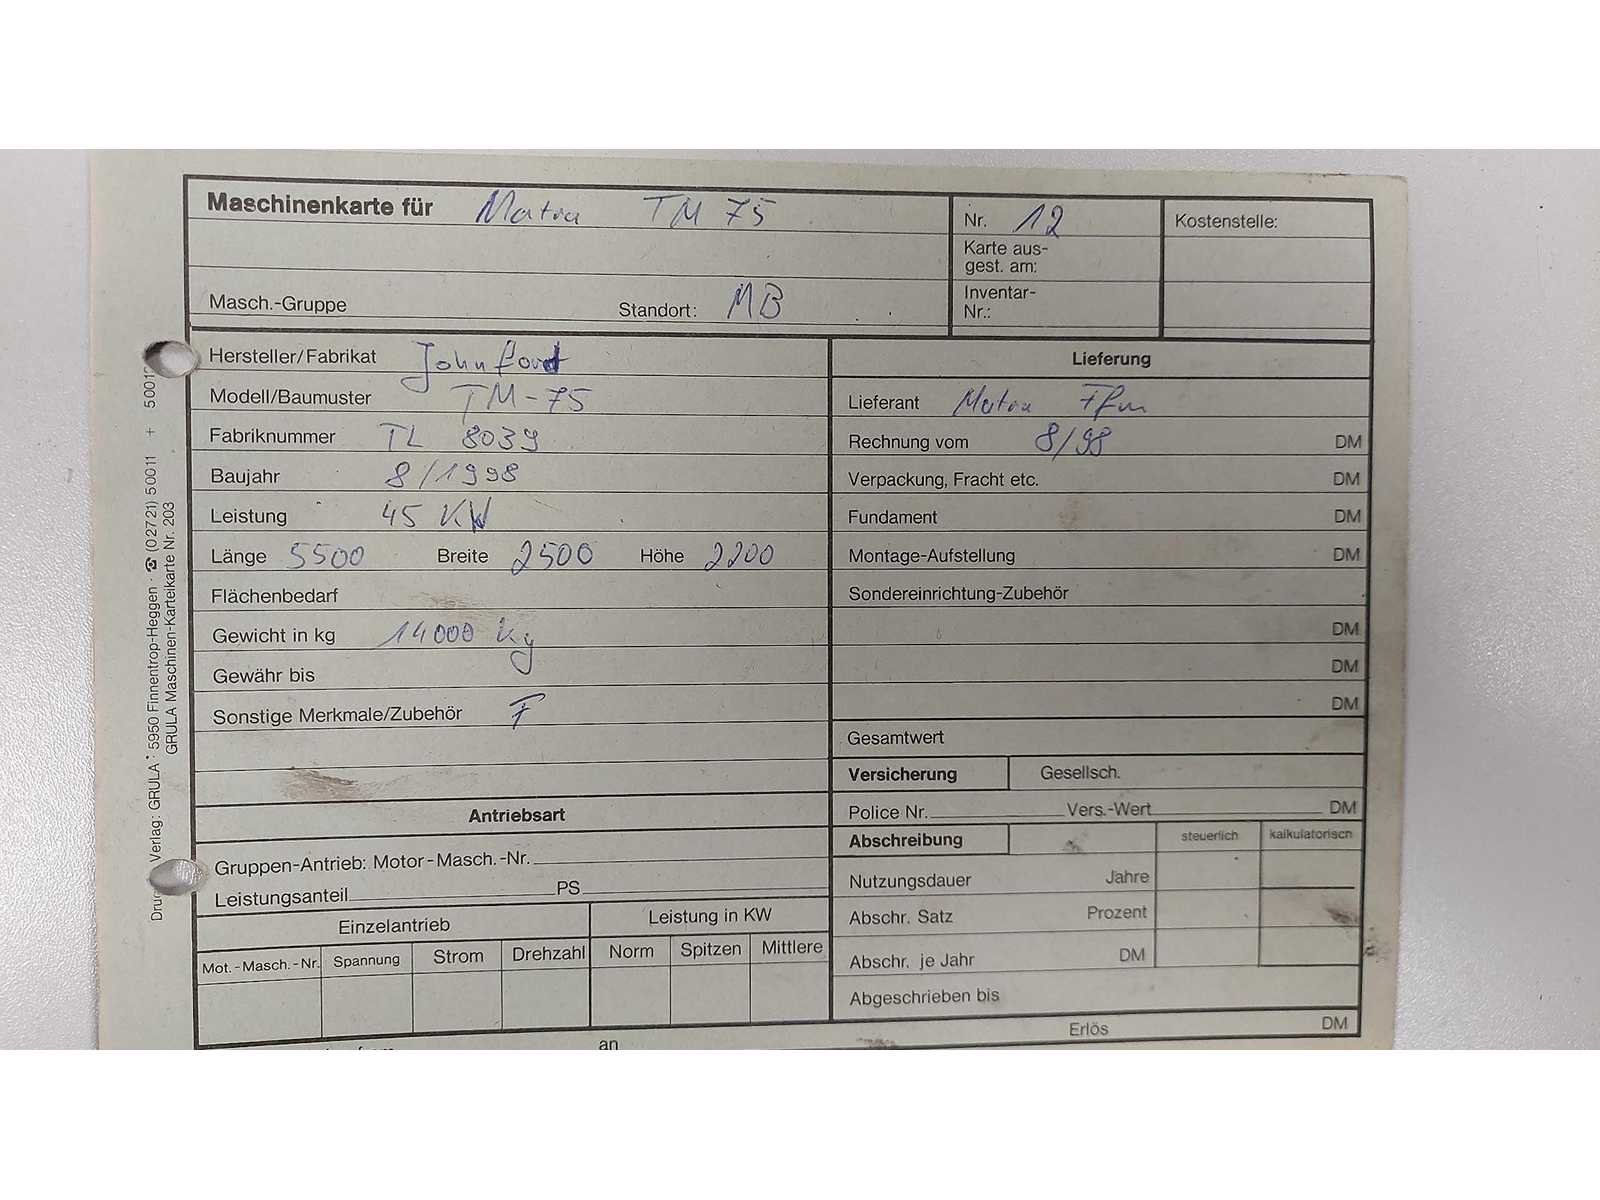 Maschinenkarte für Matra TM 75
Nr. 12
Kostenstelle:
Karte aus-
gest. am:
Masch.-Gruppe
Standort: MB
Inventar-
Nr.:
Hersteller/Fabrikat John ford
Modell/Baumuster TM-75
Fabriknummer TL 8039
Baujahr 8/1998
Leistung 45 KW
Länge 5500 Breite 2500 Höhe 2200
Flächenbedarf
Gewicht in kg 14000 kg
Gewähr bis
Sonstige Merkmale/Zubehör F
Antriebsart
Gruppen-Antrieb: Motor-Masch.-Nr.
Leistungsanteil PS
Einzelantrieb
Leistung in KW
Mot.-Masch.-Nr. Spannung Strom Drehzahl Norm Spitzen Mittlere
an
Lieferung
Lieferant Matra Ffm
Rechnung vom 8/98 DM
Verpackung, Fracht etc. DM
Fundament DM
Montage-Aufstellung DM
Sondereinrichtung-Zubehör
DM
DM
DM
Gesamtwert
Versicherung Gesellsch.
Police Nr. Vers.-Wert DM
Abschreibung steuerlich kalkulatorisch
Nutzungsdauer Jahre
Abschr. Satz Prozent
Abschr. je Jahr DM
Abgeschrieben bis
Erlös DM
Verlag: GRULA · 5950 Finnentrop-Heggen · ☎ (02721) 50011 + 5001
GRULA Maschinen-Karteikarte Nr. 203